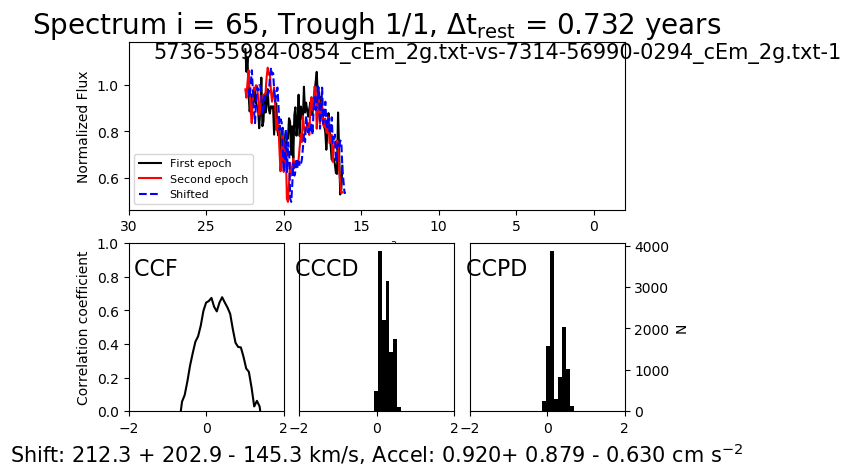 Spectrum i = 65, Trough 1/1, Δt_rest = 0.732 years
5736-55984-0854_cEm_2g.txt-vs-7314-56990-0294_cEm_2g.txt-1
Normalized Flux
1.0
0.8
0.6
First epoch
Second epoch
Shifted
30 25 20 15 10 5 0
Correlation coefficient
1.0
0.8
0.6
0.4
0.2
0.0
CCF
−2 0 2
CCCD
−2 0 2
CCPD
−2 0 2
4000
3000
2000
1000
0
N
Shift: 212.3 + 202.9 - 145.3 km/s, Accel: 0.920+ 0.879 - 0.630 cm s⁻²